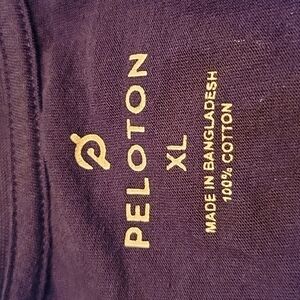 PELOTON
XL
MADE IN BANGLADESH
100% COTTON